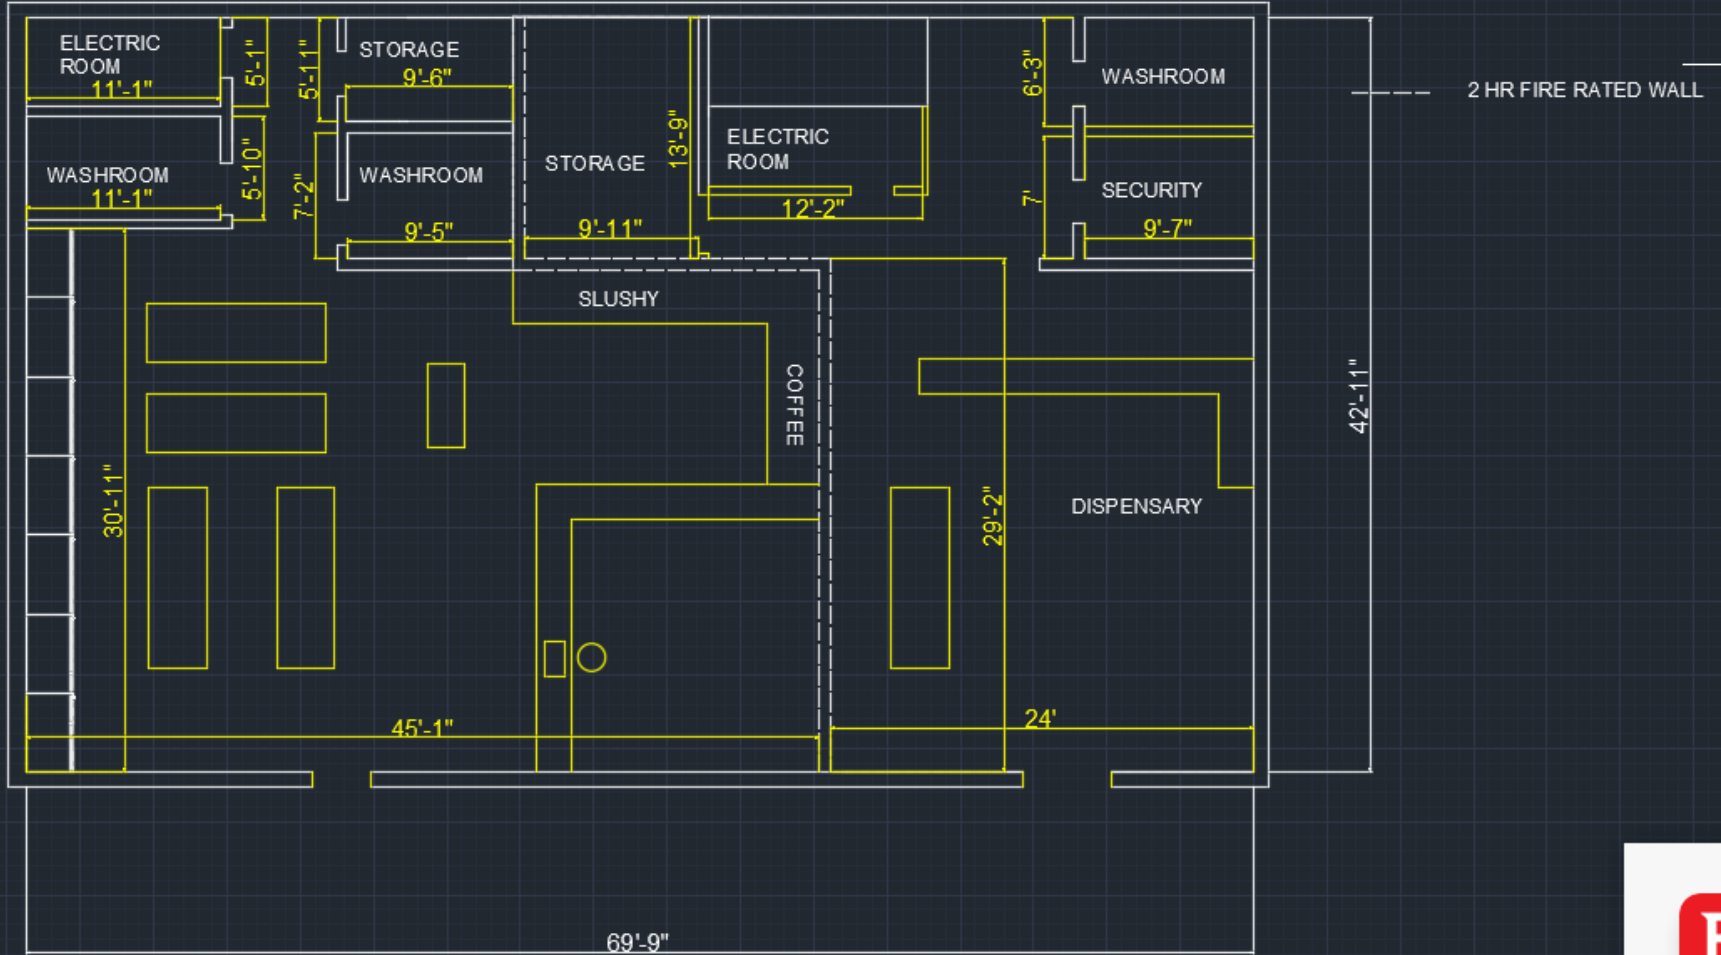 ELECTRIC
ROOM
11'-1"
5'-1"
5'-11"
STORAGE
9'-6"
WASHROOM
11'-1"
5'-10"
7'-2"
WASHROOM
9'-5"
STORAGE
13'-9"
9'-11"
ELECTRIC
ROOM
12'-2"
6'-3"
WASHROOM
7'
SECURITY
9'-7"
2 HR FIRE RATED WALL
SLUSHY
COFFEE
30'-11"
29'-2"
DISPENSARY
42'-11"
45'-1"
24'
69'-9"